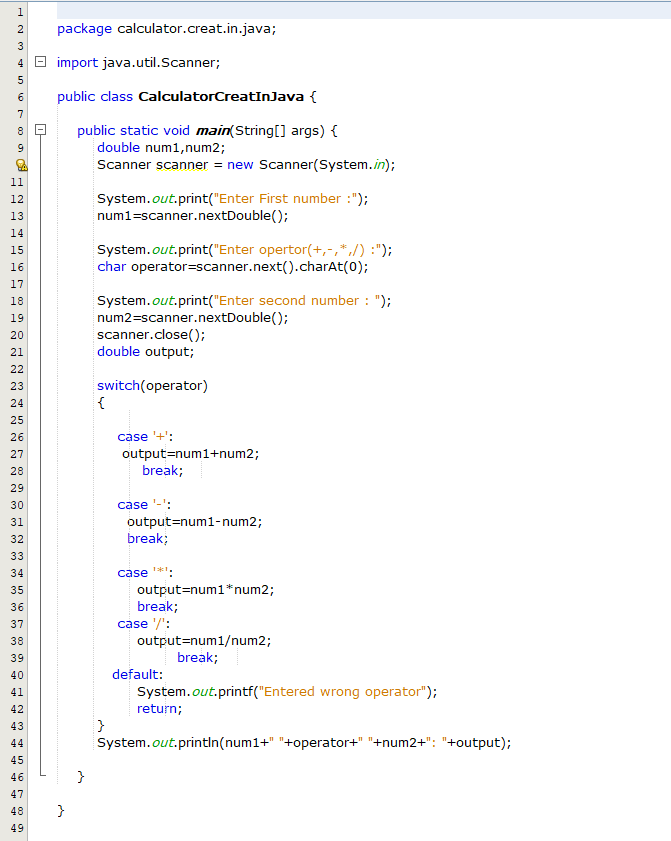 1
2 package calculator.creat.in.java;
3
4 import java.util.Scanner;
5
6 public class CalculatorCreatInJava {
7
8 public static void main(String[] args) {
9 double num1,num2;
Scanner scanner = new Scanner(System.in);
11
12 System.out.print("Enter First number :");
13 num1=scanner.nextDouble();
14
15 System.out.print("Enter opertor(+,-,*,/) :");
16 char operator=scanner.next().charAt(0);
17
18 System.out.print("Enter second number : ");
19 num2=scanner.nextDouble();
20 scanner.close();
21 double output;
22
23 switch(operator)
24 {
25
26 case '+':
27 output=num1+num2;
28 break;
29
30 case '-':
31 output=num1-num2;
32 break;
33
34 case '*':
35 output=num1*num2;
36 break;
37 case '/':
38 output=num1/num2;
39 break;
40 default:
41 System.out.printf("Entered wrong operator");
42 return;
43 }
44 System.out.println(num1+" "+operator+" "+num2+": "+output);
45
46 }
47
48 }
49